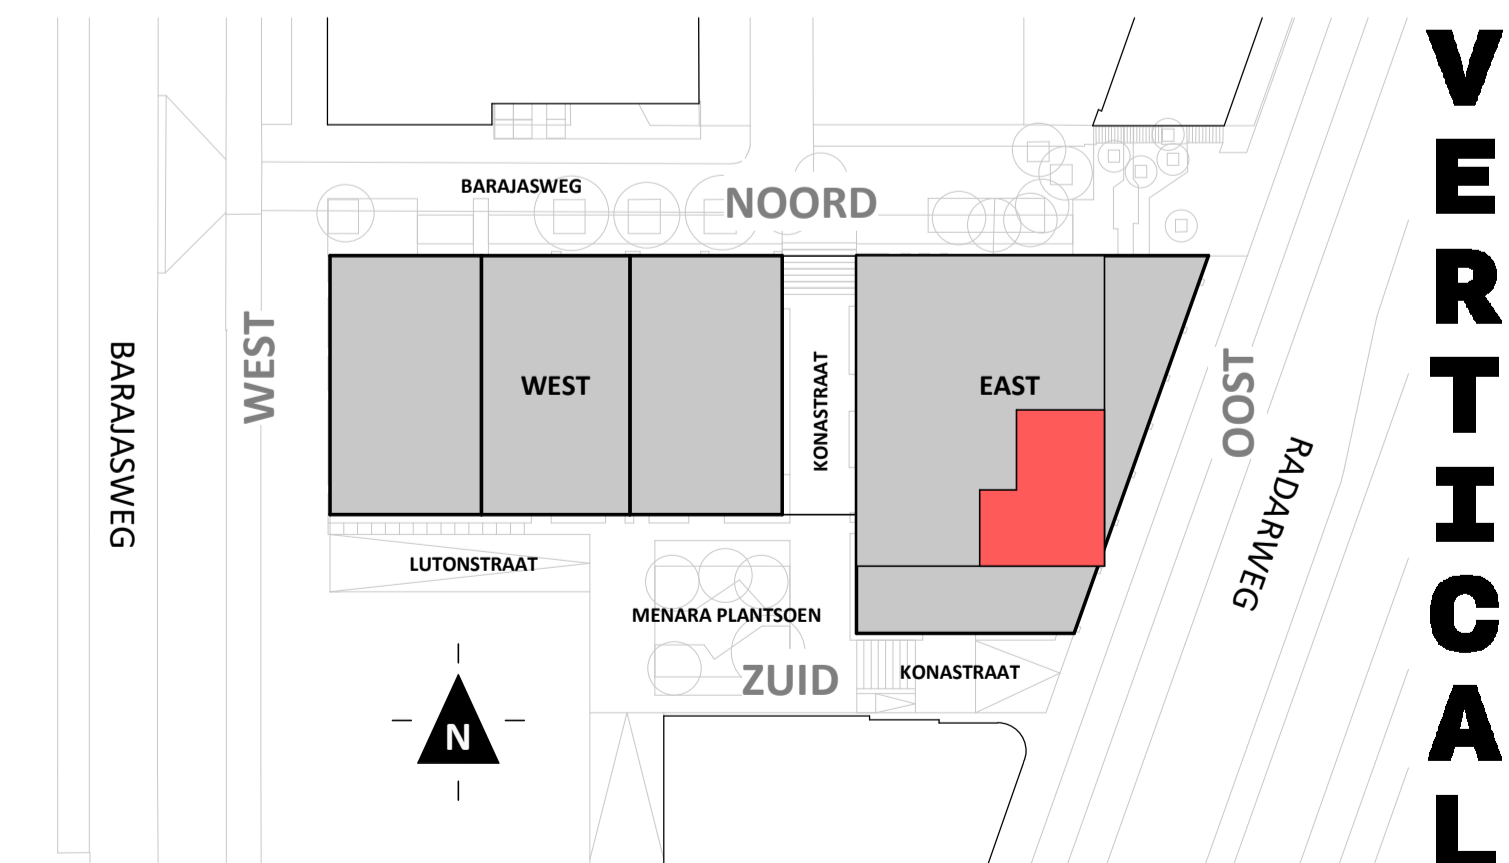 BARAJASWEG
NOORD
WEST
BARAJASWEG
WEST
KONASTRAAT
EAST
OOST
RADARWEG
LUTONSTRAAT
MENARA PLANTSOEN
ZUID
KONASTRAAT
N
VERTICAL